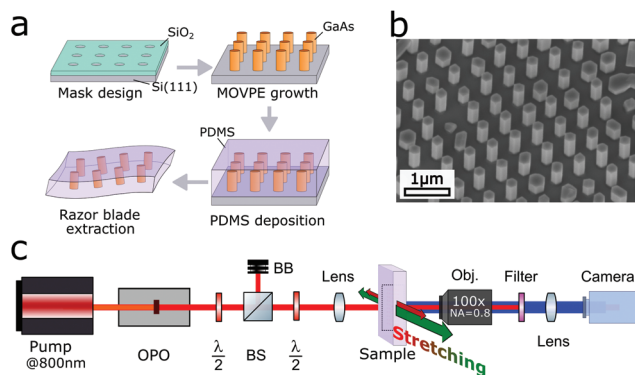 a
SiO2
GaAs
Mask design
Si(111)
MOVPE growth
PDMS
Razor blade
extraction
PDMS deposition
b
1μm
c
BB
Lens
Obj.
Filter
Camera
100x
NA=0.8
Pump
@800nm
OPO
λ
2
BS
λ
2
Sample
Stretching
Lens